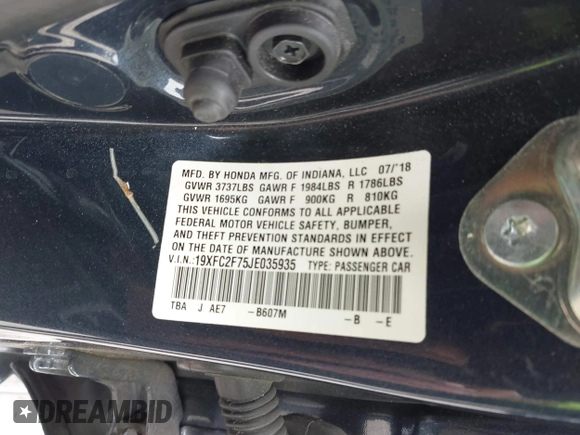 MFD. BY HONDA MFG. OF INDIANA, LLC 07/'18
GVWR 3737LBS GAWR F 1984LBS R 1786LBS
GVWR 1695KG GAWR F 900KG R 810KG
THIS VEHICLE CONFORMS TO ALL APPLICABLE
FEDERAL MOTOR VEHICLE SAFETY, BUMPER,
AND THEFT PREVENTION STANDARDS IN EFFECT
ON THE DATE OF MANUFACTURE SHOWN ABOVE.
V.I.N.:19XFC2F75JE035935 TYPE: PASSENGER CAR
TBA J AE7 -B607M -B -E
DREAMBID